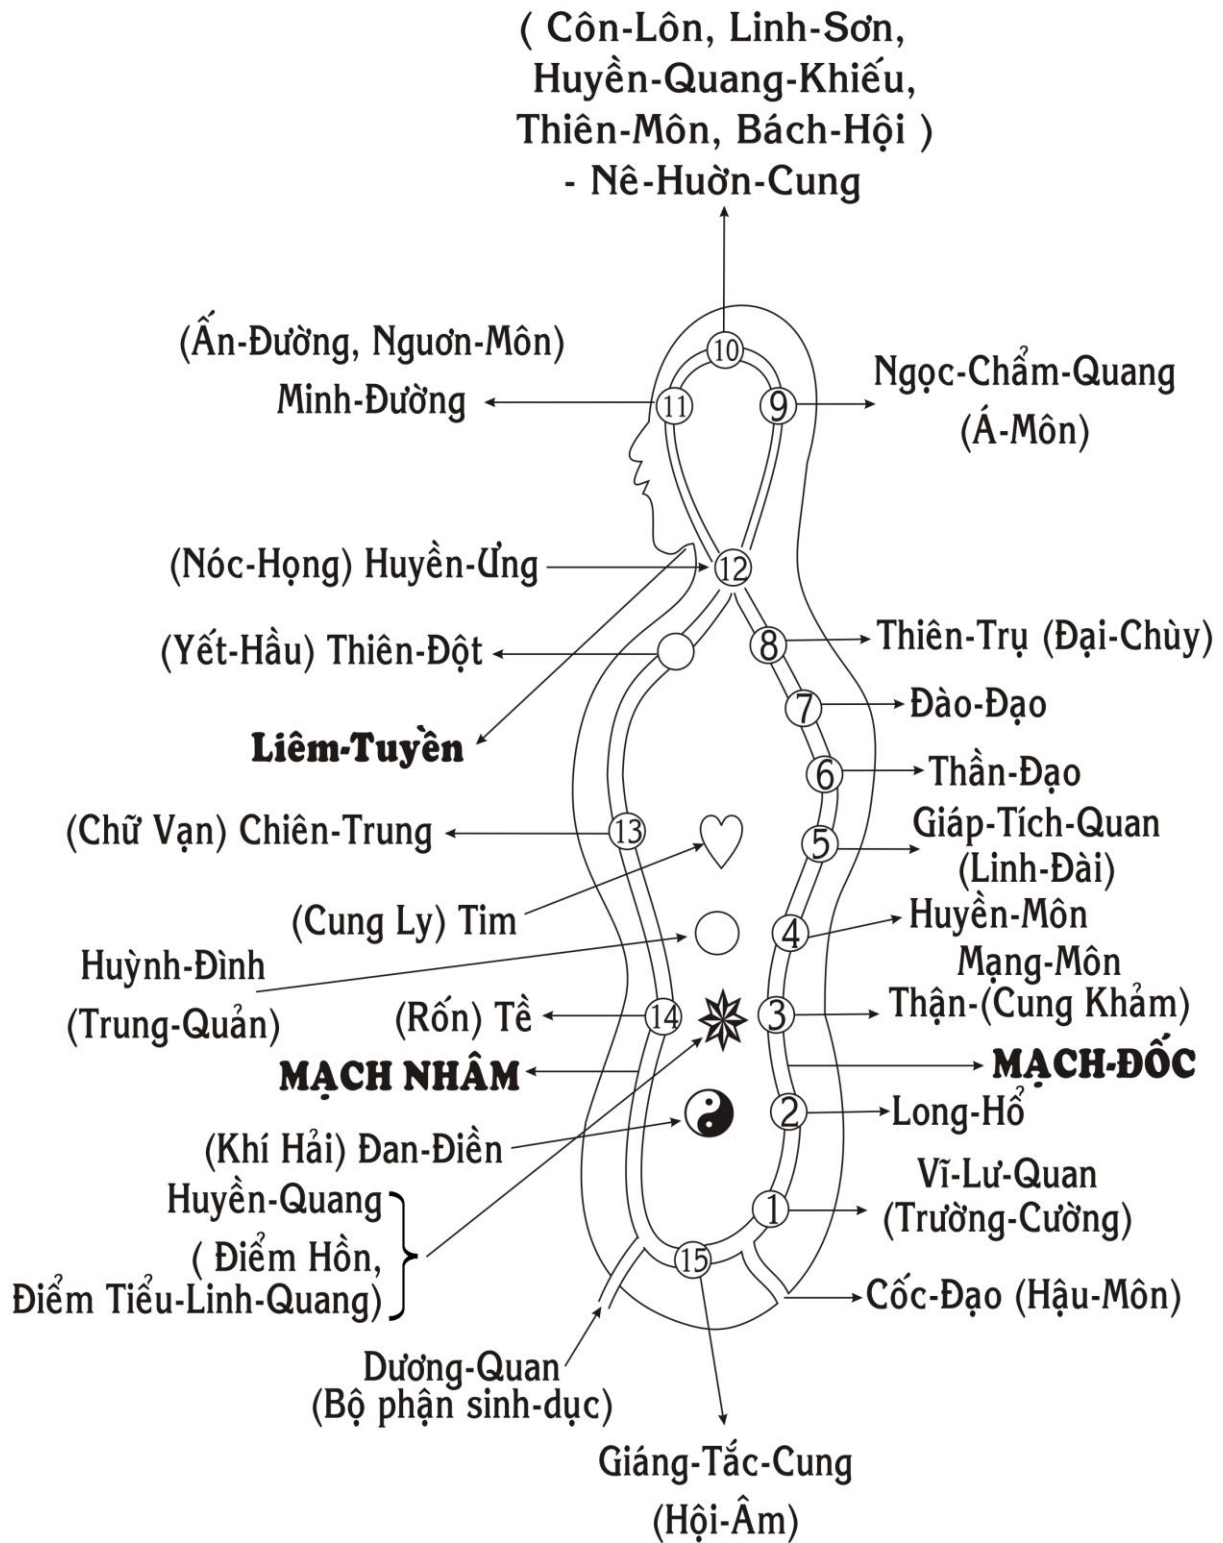 ( Côn-Lôn, Linh-Sơn,
Huyền-Quang-Khiếu,
Thiên-Môn, Bách-Hội )
- Nê-Huờn-Cung
(Ấn-Đường, Nguơn-Môn)
Minh-Đường
10
11
9
Ngọc-Chẩm-Quang
(Á-Môn)
(Nóc-Họng) Huyền-Ưng
12
(Yết-Hầu) Thiên-Đột
8
Thiên-Trụ (Đại-Chùy)
7
Đào-Đạo
Liêm-Tuyền
6
Thần-Đạo
(Chữ Vạn) Chiên-Trung
13
5
Giáp-Tích-Quan
(Linh-Đài)
(Cung Ly) Tim
4
Huyền-Môn
Mạng-Môn
Huỳnh-Đình
(Trung-Quản)
(Rốn) Tề
14
3
Thận-(Cung Khảm)
MẠCH NHÂM
MẠCH-ĐỐC
2
Long-Hổ
(Khí Hải) Đan-Điền
Huyền-Quang
( Điểm Hồn,
Điểm Tiểu-Linh-Quang)
1
Vĩ-Lư-Quan
(Trường-Cường)
15
Cốc-Đạo (Hậu-Môn)
Dương-Quan
(Bộ phận sinh-dục)
Giáng-Tắc-Cung
(Hội-Âm)